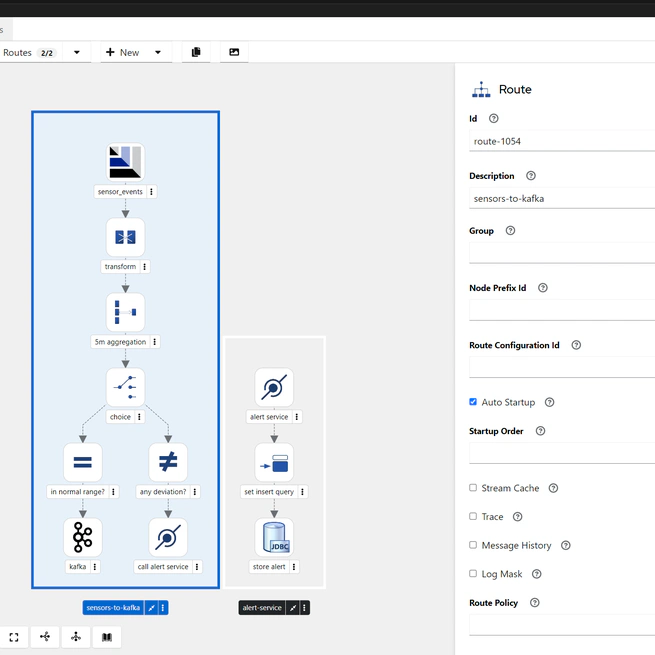 s
Routes 2/2
New
Route
Id
route-1054
Description
sensors-to-kafka
Group
Node Prefix Id
Route Configuration Id
Auto Startup
Startup Order
Stream Cache
Trace
Message History
Log Mask
Route Policy
sensor_events
transform
5m aggregation
choice
in normal range?
any deviation?
kafka
call alert service
sensors-to-kafka
alert service
set insert query
JDBC
store alert
alert-service